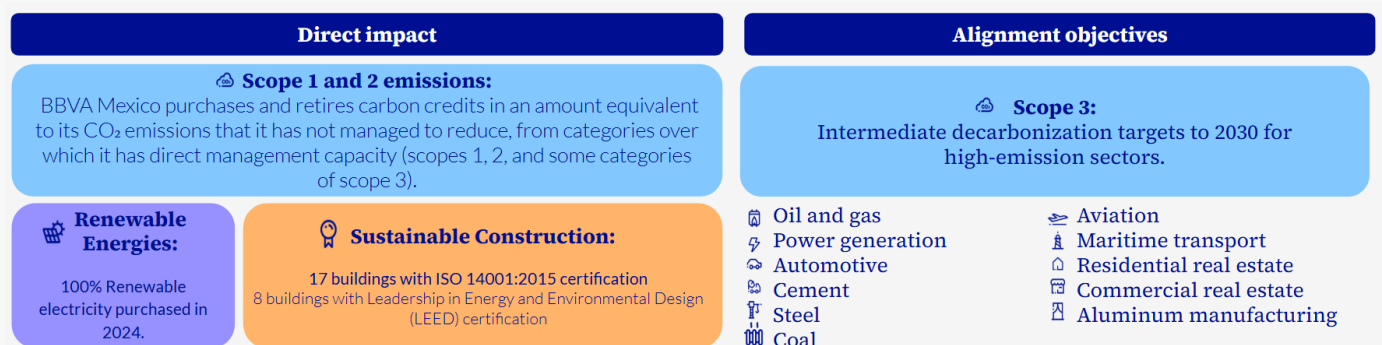 Direct impact
Scope 1 and 2 emissions:
BBVA Mexico purchases and retires carbon credits in an amount equivalent
to its CO₂ emissions that it has not managed to reduce, from categories over
which it has direct management capacity (scopes 1, 2, and some categories
of scope 3).
Renewable
Energies:
100% Renewable
electricity purchased in
2024.
Sustainable Construction:
17 buildings with ISO 14001:2015 certification
8 buildings with Leadership in Energy and Environmental Design
(LEED) certification
Alignment objectives
Scope 3:
Intermediate decarbonization targets to 2030 for
high-emission sectors.
Oil and gas
Power generation
Automotive
Cement
Steel
Coal
Aviation
Maritime transport
Residential real estate
Commercial real estate
Aluminum manufacturing